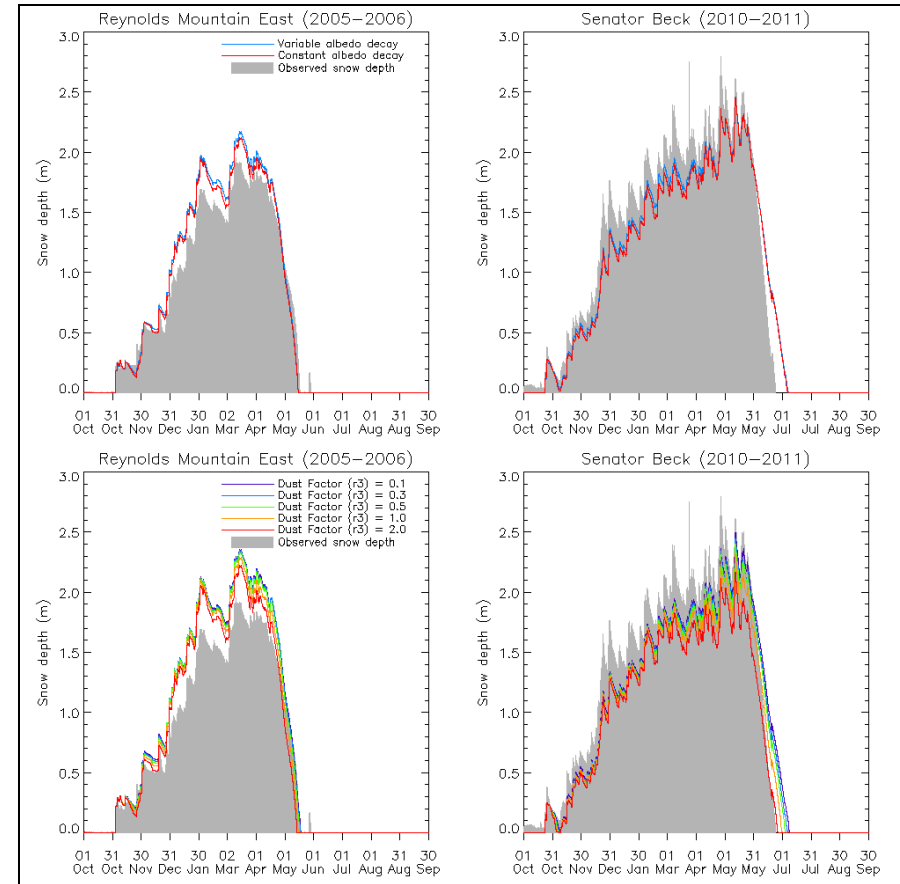 Reynolds Mountain East (2005–2006)
3.0
2.5
2.0
1.5
1.0
0.5
0.0
Snow depth (m)
Variable albedo decay
Constant albedo decay
Observed snow depth
01 31 30 31 30 02 01 01 01 01 01 31 30
Oct Oct Nov Dec Jan Mar Apr May Jun Jul Aug Aug Sep
Senator Beck (2010–2011)
3.0
2.5
2.0
1.5
1.0
0.5
0.0
Snow depth (m)
01 31 30 31 30 01 01 01 31 01 01 31 30
Oct Oct Nov Dec Jan Mar Apr May May Jul Aug Aug Sep
Reynolds Mountain East (2005–2006)
3.0
2.5
2.0
1.5
1.0
0.5
0.0
Snow depth (m)
Dust Factor (r3) = 0.1
Dust Factor (r3) = 0.3
Dust Factor (r3) = 0.5
Dust Factor (r3) = 1.0
Dust Factor (r3) = 2.0
Observed snow depth
01 31 30 31 30 02 01 01 01 01 01 31 30
Oct Oct Nov Dec Jan Mar Apr May Jun Jul Aug Aug Sep
Senator Beck (2010–2011)
3.0
2.5
2.0
1.5
1.0
0.5
0.0
Snow depth (m)
01 31 30 31 30 01 01 01 31 01 01 31 30
Oct Oct Nov Dec Jan Mar Apr May May Jul Aug Aug Sep